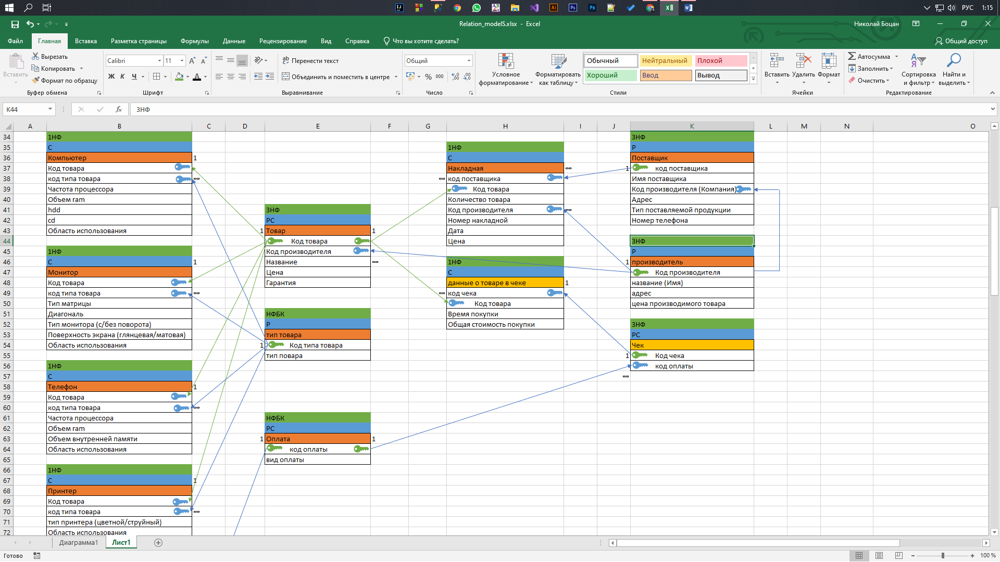 РУС
1:15
Relation_modelS.xlsx - Excel
Николай Боцан
Файл
Главная
Вставка
Разметка страницы
Формулы
Данные
Рецензирование
Вид
Справка
Что вы хотите сделать?
Общий доступ
Вставить
Вырезать
Копировать
Формат по образцу
Буфер обмена
Calibri
11
Ж К Ч
Шрифт
Перенести текст
Объединить и поместить в центре
Выравнивание
Общий
% 000
Число
Условное форматирование
Форматировать как таблицу
Обычный
Нейтральный
Плохой
Хороший
Ввод
Вывод
Стили
Вставить
Удалить
Формат
Ячейки
Автосумма
Заполнить
Очистить
Сортировка и фильтр
Найти и выделить
Редактирование
K44
fx
3НФ
A B C D E F G H I J K L M N O
34
35
36
37
38
39
40
41
42
43
44
45
46
47
48
49
50
51
52
53
54
55
56
57
58
59
60
61
62
63
64
65
66
67
68
69
70
71
72
1НФ
С
Компьютер
1
Код товара
код типа товара
∞
Частота процессора
Объем ram
hdd
cd
Область использования
1НФ
С
1
Монитор
Код товара
код типа товара
∞
Тип матрицы
Диагональ
Тип монитора (с/без поворота)
Поверхность экрана (глянцевая/матовая)
Область использования
1НФ
С
Телефон
1
Код товара
код типа товара
∞
Частота процессора
Объем ram
Объем внутренней памяти
Область использования
1НФ
С
1
Принтер
Код товара
код типа товара
∞
тип принтера (цветной/струйный)
Область использования
3НФ
РС
1
Товар
1
Код товара
Код производителя
Название
∞
Цена
Гарантия
НФБК
Р
тип товара
1
Код типа товара
тип повара
НФБК
РС
1
Оплата
1
код оплаты
вид оплаты
1НФ
С
Накладная
∞
∞
код поставщика
Код товара
Количество товара
Код производителя
∞
Номер накладной
Дата
Цена
1НФ
С
данные о товаре в чеке
1
∞
код чека
Код товара
Время покупки
Общая стоимость покупки
3НФ
Р
Поставщик
1
код поставщика
Имя поставщика
Код производителя (Компания)
Адрес
Тип поставляемой продукции
Номер телефона
3НФ
Р
1
производитель
Код производителя
название (Имя)
адрес
цена производимого товара
3НФ
РС
Чек
1
Код чека
код оплаты
∞
Диаграмма1
Лист1
Готово
100 %